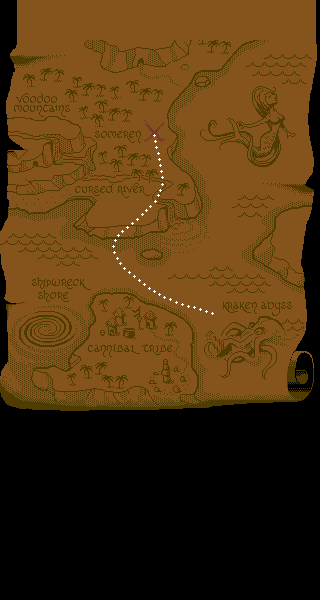 VOODOO
MOUNTAINS
SOMEREN
CURSED RIVER
SHIPWRECK
SHORE
KRAKEN ABYSS
CANNIBAL TRIBE